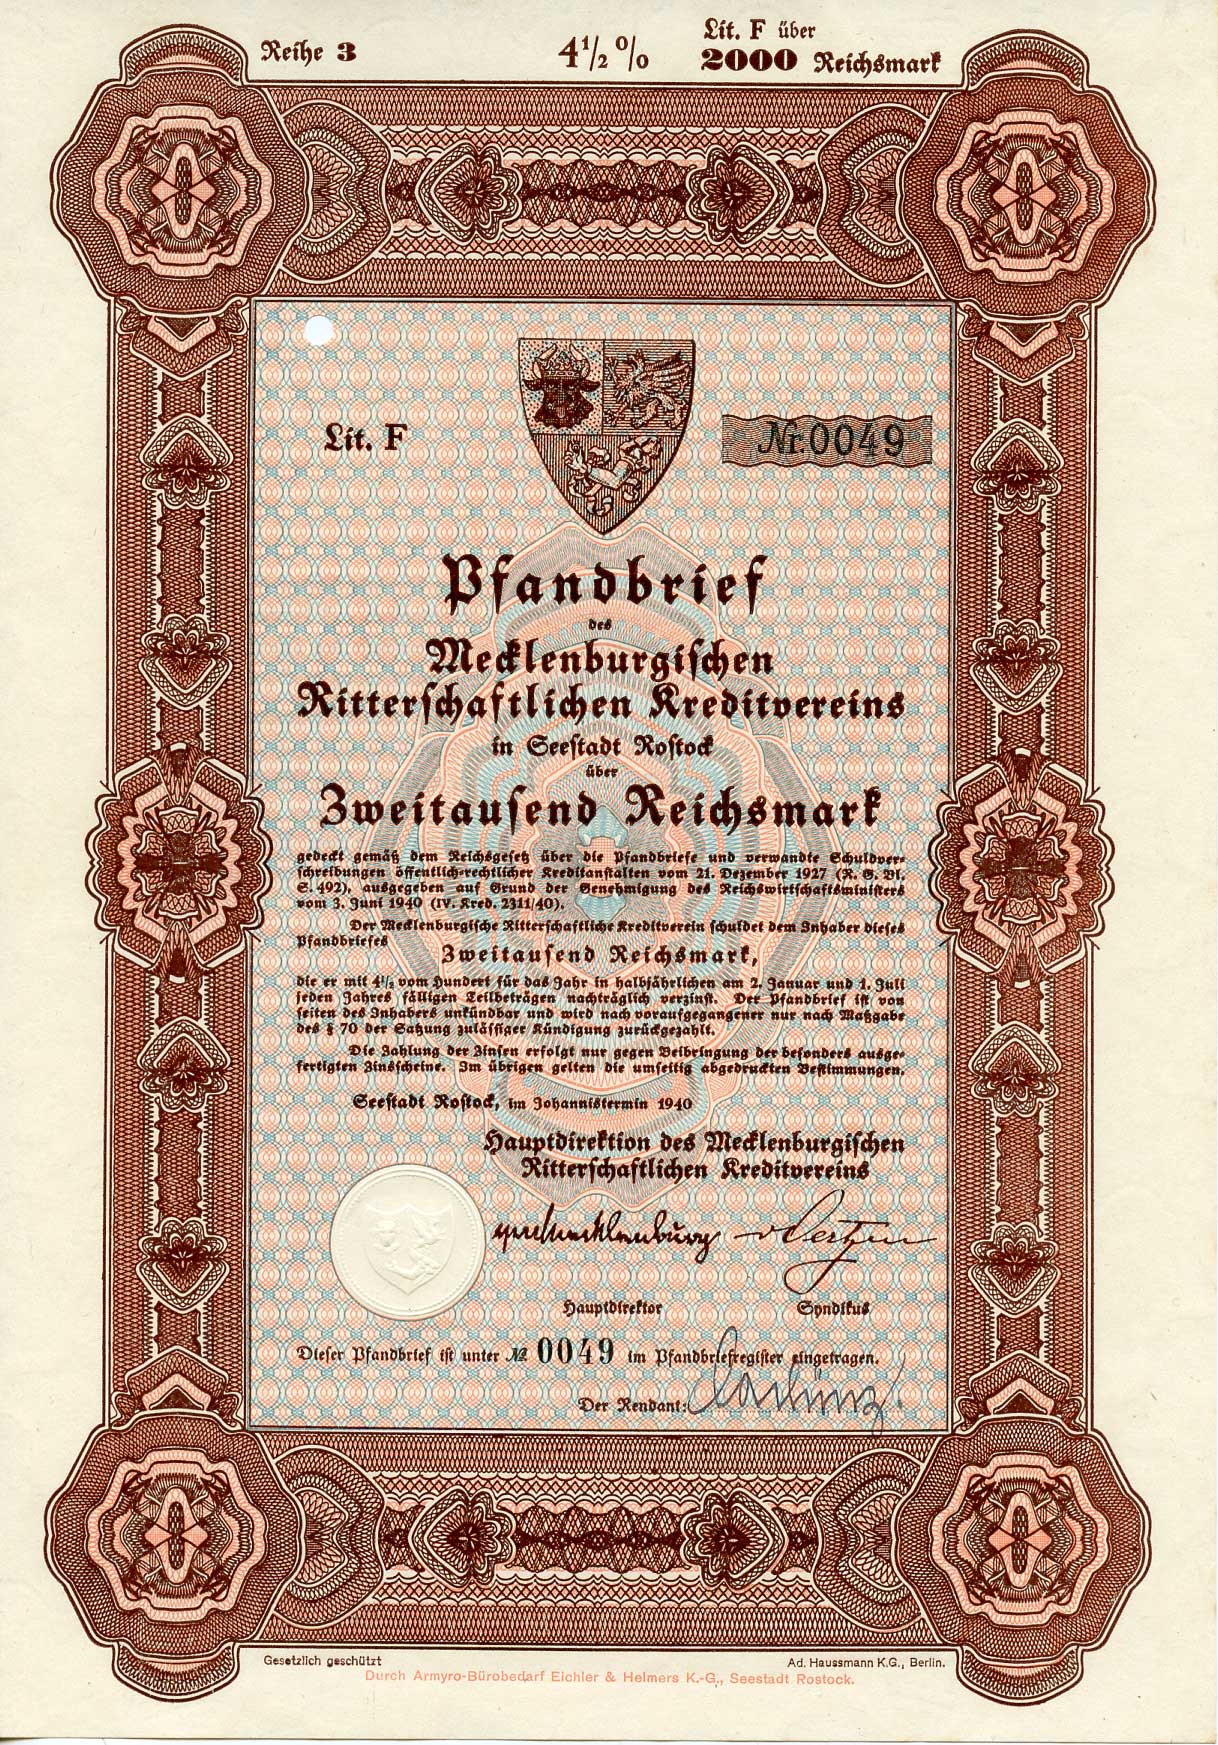 Reihe 3 4½ % Lit. F über
2000 Reichsmark
Lit. F Nr. 0049
Pfandbrief
des
Mecklenburgischen
Ritterschaftlichen Kreditvereins
in Seestadt Rostock
über
Zweitausend Reichsmark
gedeckt gemäß dem Reichsgesetz über die Pfandbriefe und verwandte Schuldver-
schreibungen öffentlich-rechtlicher Kreditanstalten vom 21. Dezember 1927 (R. G. Bl.
S. 492), ausgegeben auf Grund der Genehmigung des Reichswirtschaftsministers
vom 3. Juni 1940 (IV. Kred. 2311/40).
Der Mecklenburgische Ritterschaftliche Kreditverein schuldet dem Inhaber dieses
Pfandbriefes
Zweitausend Reichsmark,
die er mit 4½ vom Hundert für das Jahr in halbjährlichen am 2. Januar und 1. Juli
jeden Jahres fälligen Teilbeträgen nachträglich verzinst. Der Pfandbrief ist von
seiten des Inhabers unkündbar und wird nach voraufgegangener nur nach Maßgabe
des § 70 der Satzung zulässiger Kündigung zurückgezahlt.
Die Zahlung der Zinsen erfolgt nur gegen Beibringung der besonders ausge-
fertigten Zinsscheine. Im übrigen gelten die umseitig abgedruckten Bestimmungen.
Seestadt Rostock, im Johannistermin 1940
Hauptdirektion des Mecklenburgischen
Ritterschaftlichen Kreditvereins
v Oertzen
Hauptdirektor Syndikus
Dieser Pfandbrief ist unter № 0049 im Pfandbriefregister eingetragen.
Der Rendant:
Gesetzlich geschützt Ad. Haussmann K.G., Berlin.
Durch Armyro-Bürobedarf Eichler & Helmers K.-G., Seestadt Rostock.